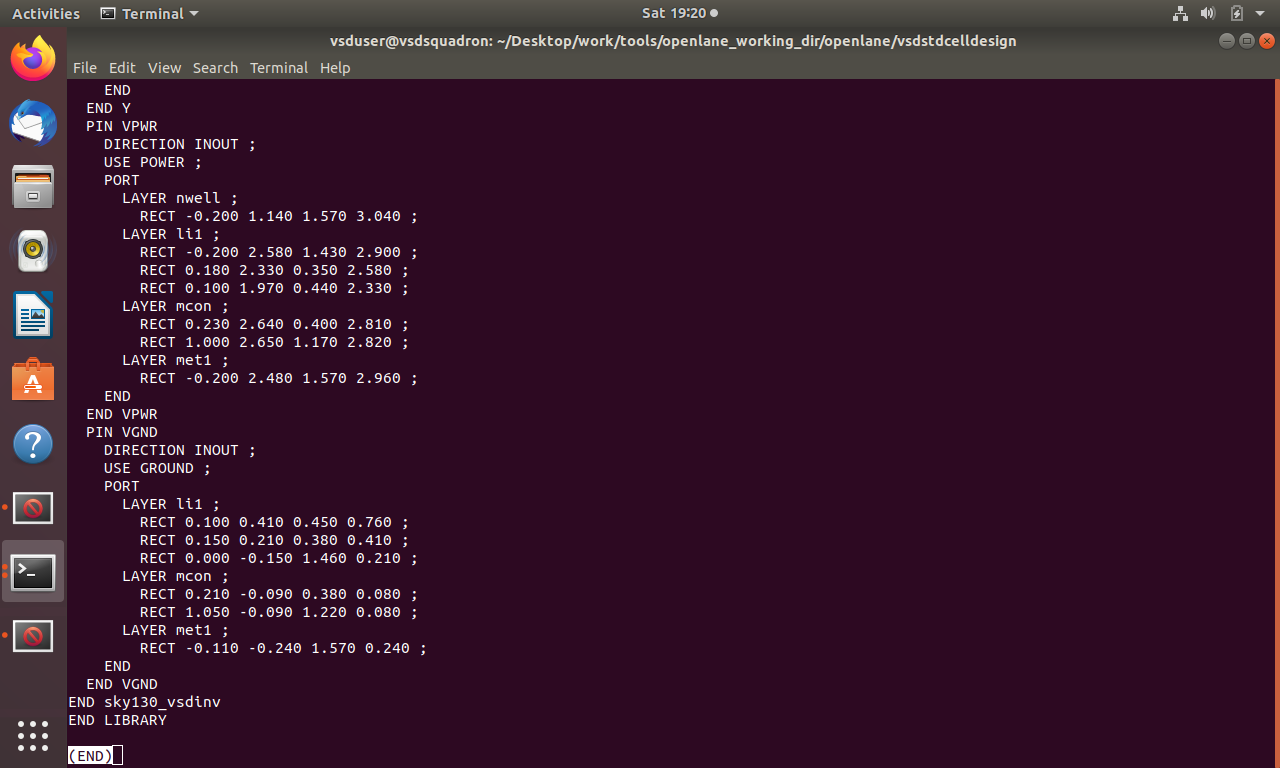 Activities Terminal Sat 19:20
vsduser@vsdsquadron: ~/Desktop/work/tools/openlane_working_dir/openlane/vsdstdcelldesign
File Edit View Search Terminal Help
    END
  END Y
  PIN VPWR
    DIRECTION INOUT ;
    USE POWER ;
    PORT
      LAYER nwell ;
        RECT -0.200 1.140 1.570 3.040 ;
      LAYER li1 ;
        RECT -0.200 2.580 1.430 2.900 ;
        RECT 0.180 2.330 0.350 2.580 ;
        RECT 0.100 1.970 0.440 2.330 ;
      LAYER mcon ;
        RECT 0.230 2.640 0.400 2.810 ;
        RECT 1.000 2.650 1.170 2.820 ;
      LAYER met1 ;
        RECT -0.200 2.480 1.570 2.960 ;
    END
  END VPWR
  PIN VGND
    DIRECTION INOUT ;
    USE GROUND ;
    PORT
      LAYER li1 ;
        RECT 0.100 0.410 0.450 0.760 ;
        RECT 0.150 0.210 0.380 0.410 ;
        RECT 0.000 -0.150 1.460 0.210 ;
      LAYER mcon ;
        RECT 0.210 -0.090 0.380 0.080 ;
        RECT 1.050 -0.090 1.220 0.080 ;
      LAYER met1 ;
        RECT -0.110 -0.240 1.570 0.240 ;
    END
  END VGND
END sky130_vsdinv
END LIBRARY
(END)